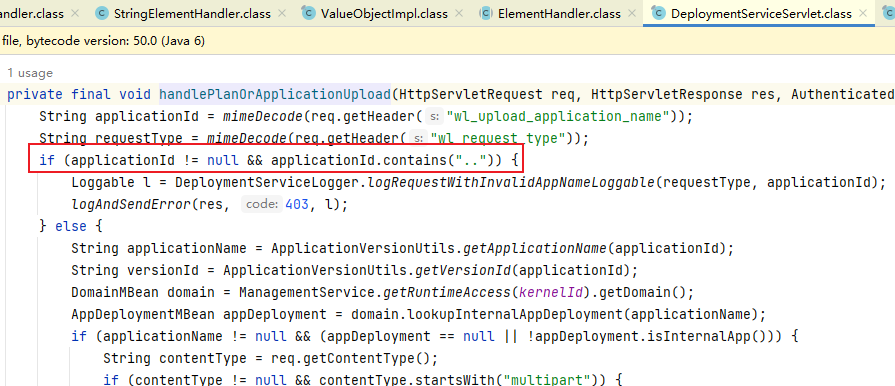 andler.class × StringElementHandler.class × ValueObjectImpl.class × ElementHandler.class × DeploymentServiceServlet.class ×
file, bytecode version: 50.0 (Java 6)
1 usage
private final void handlePlanOrApplicationUpload(HttpServletRequest req, HttpServletResponse res, Authenticated
String applicationId = mimeDecode(req.getHeader( s: "wl_upload_application_name"));
String requestType = mimeDecode(req.getHeader( s: "wl_request_type"));
if (applicationId != null && applicationId.contains("..")) {
Loggable l = DeploymentServiceLogger.logRequestWithInvalidAppNameLoggable(requestType, applicationId);
logAndSendError(res, code: 403, l);
} else {
String applicationName = ApplicationVersionUtils.getApplicationName(applicationId);
String versionId = ApplicationVersionUtils.getVersionId(applicationId);
DomainMBean domain = ManagementService.getRuntimeAccess(kernelId).getDomain();
AppDeploymentMBean appDeployment = domain.lookupInternalAppDeployment(applicationName);
if (applicationName != null && (appDeployment == null || !appDeployment.isInternalApp())) {
String contentType = req.getContentType();
if (contentType != null && contentType.startsWith("multipart")) {